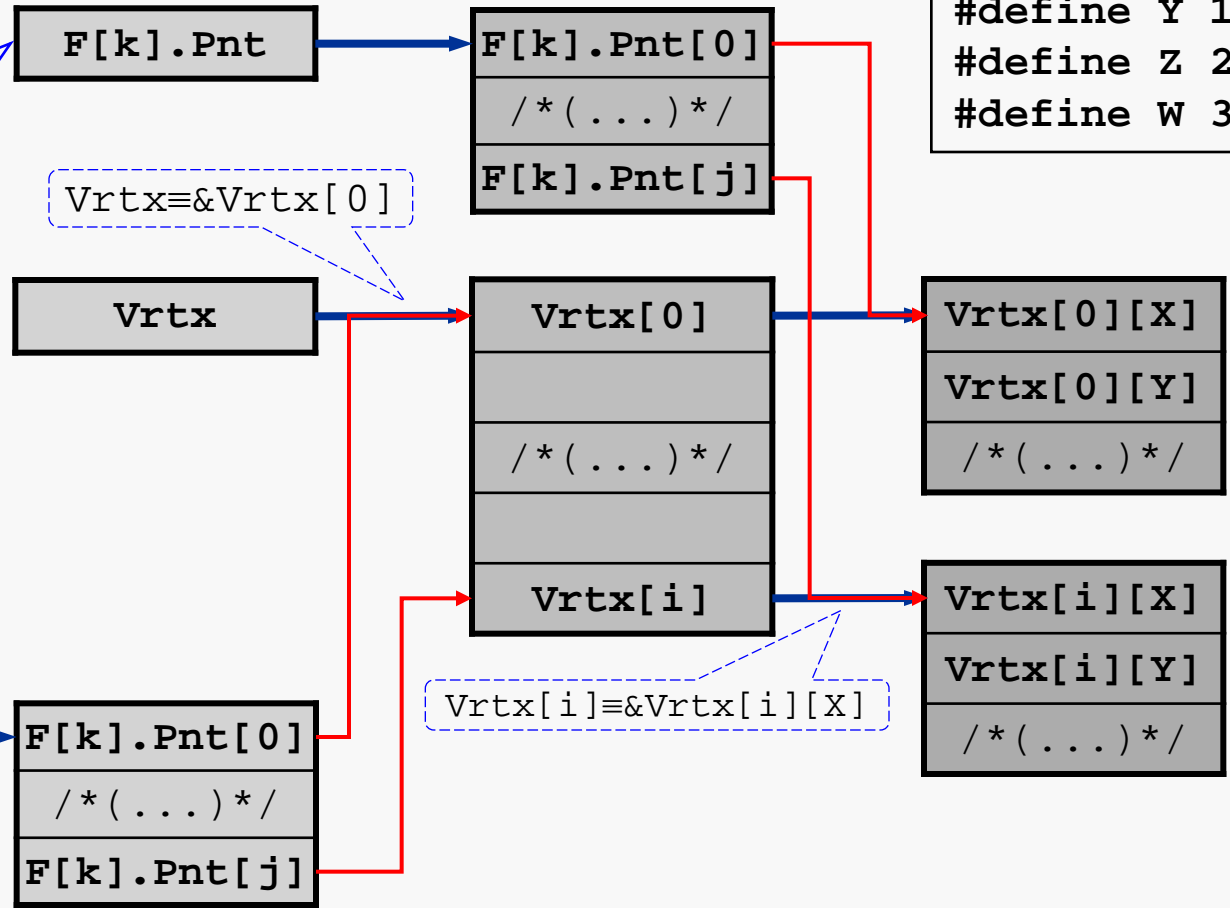 F[k].Pnt
F[k].Pnt[0]
/*(...)*/
F[k].Pnt[j]
#define Y 1
#define Z 2
#define W 3
Vrtx≡&Vrtx[0]
Vrtx
Vrtx[0]
/*(...)*/
Vrtx[i]
Vrtx[0][X]
Vrtx[0][Y]
/*(...)*/
Vrtx[i]≡&Vrtx[i][X]
Vrtx[i][X]
Vrtx[i][Y]
/*(...)*/
F[k].Pnt[0]
/*(...)*/
F[k].Pnt[j]